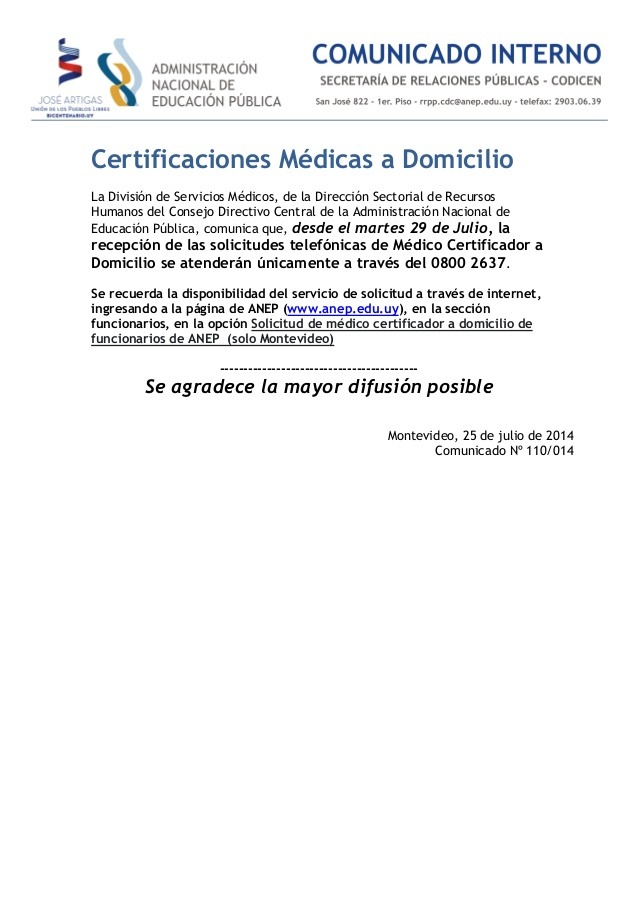 COMUNICADO INTERNO
SECRETARÍA DE RELACIONES PÚBLICAS - CODICEN
San José 822 - 1er. Piso - rrpp.cdc@anep.edu.uy - telefax: 2903.06.39
ADMINISTRACIÓN
NACIONAL DE
EDUCACIÓN PÚBLICA
JOSÉ ARTIGAS
UNIÓN DE LOS PUEBLOS LIBRES
BICENTENARIO.UY
Certificaciones Médicas a Domicilio
La División de Servicios Médicos, de la Dirección Sectorial de Recursos
Humanos del Consejo Directivo Central de la Administración Nacional de
Educación Pública, comunica que, desde el martes 29 de Julio, la
recepción de las solicitudes telefónicas de Médico Certificador a
Domicilio se atenderán únicamente a través del 0800 2637.
Se recuerda la disponibilidad del servicio de solicitud a través de internet,
ingresando a la página de ANEP (www.anep.edu.uy), en la sección
funcionarios, en la opción Solicitud de médico certificador a domicilio de
funcionarios de ANEP (solo Montevideo)
------------------------------------------
Se agradece la mayor difusión posible
Montevideo, 25 de julio de 2014
Comunicado Nº 110/014